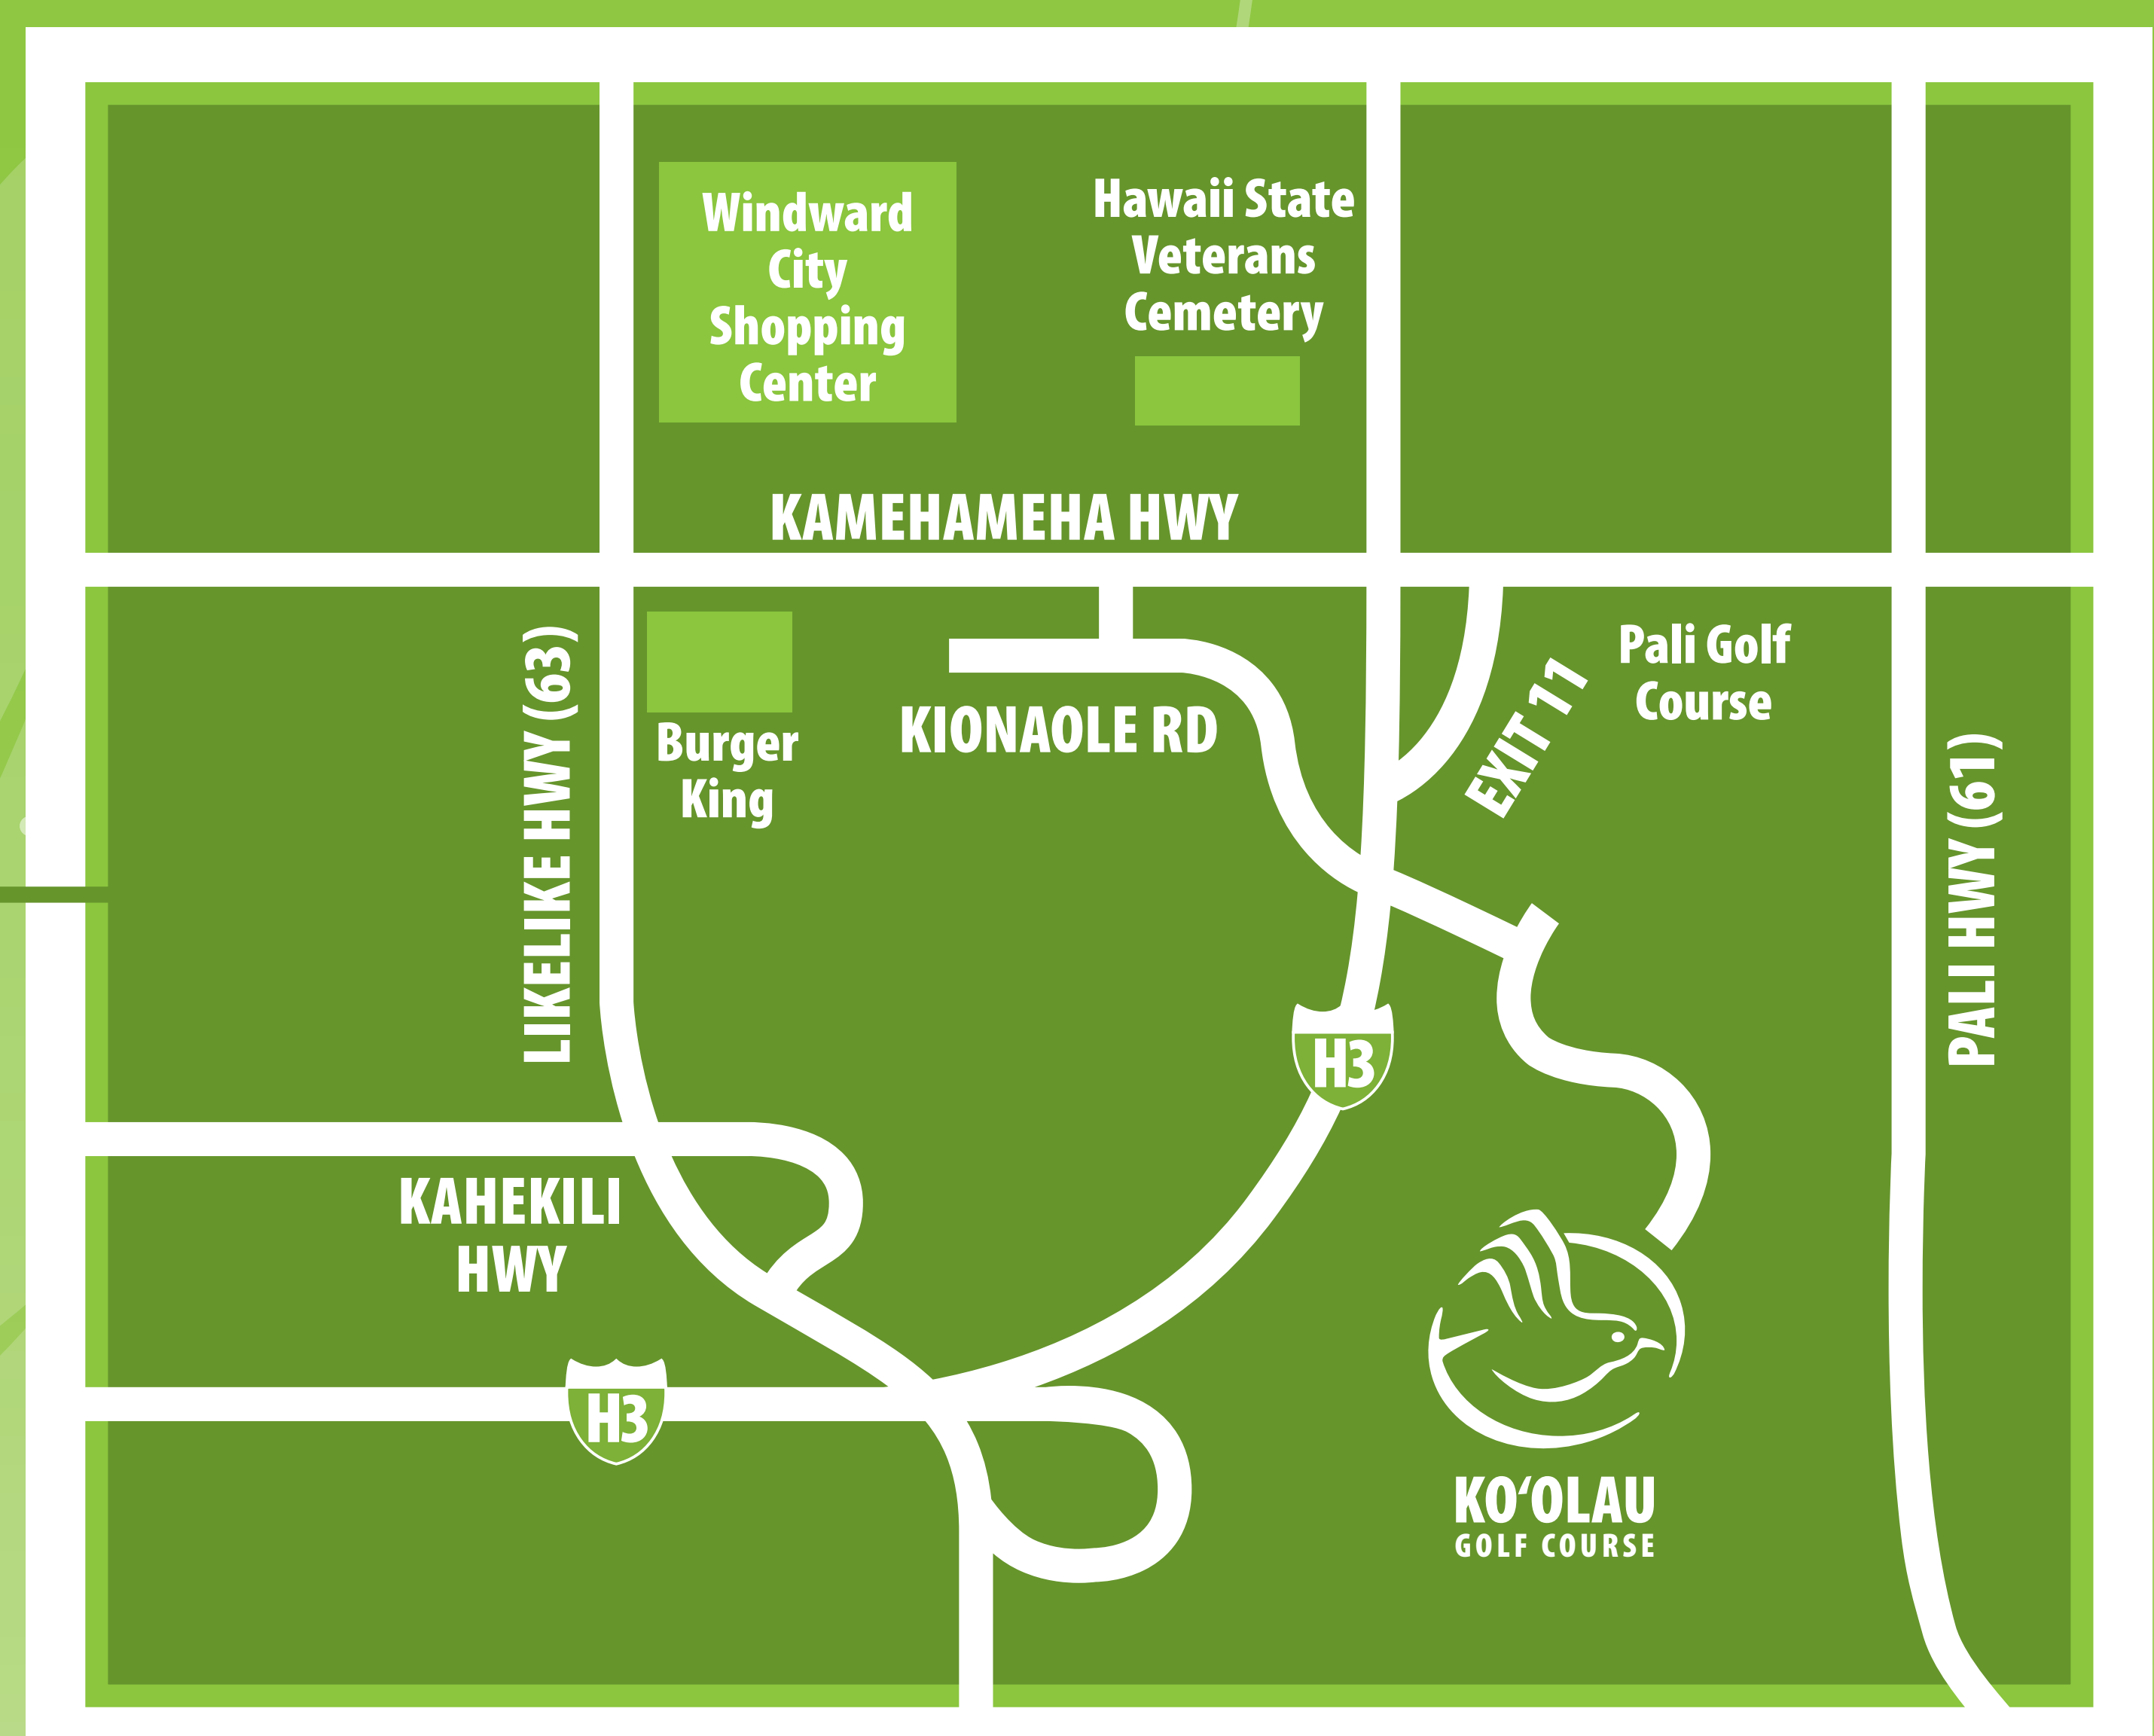 Windward
City
Shopping
Center
Hawaii State
Veterans
Cemetery
KAMEHAMEHA HWY
LIKELIKE HWY (63)
Burger
King
KIONAOLE RD
EXIT 11
Pali Golf
Course
PALI HWY (61)
H3
KAHEKILI
HWY
H3
KO‘OLAU
GOLF COURSE